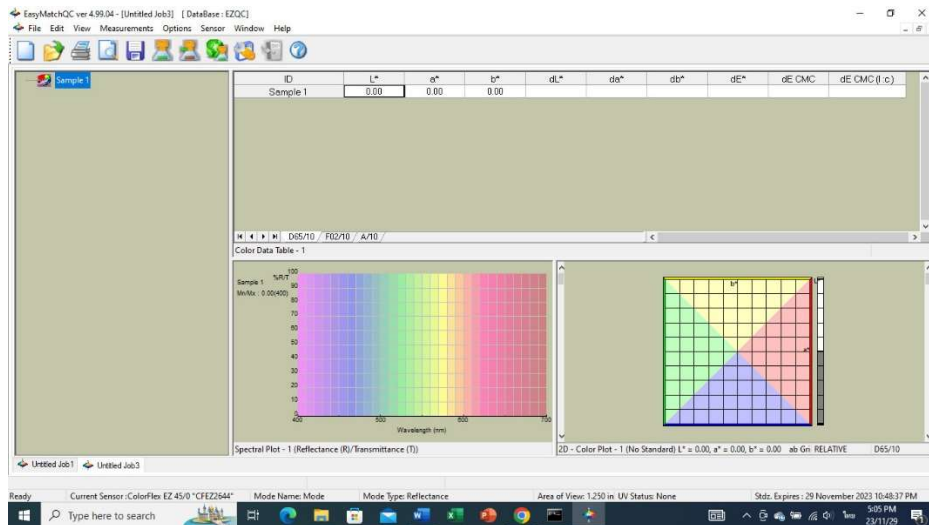 EasyMatchQC ver 4.99.04 - [Untitled Job3] [ DataBase : EZQC]
File Edit View Measurements Options Sensor Window Help
Sample 1
ID L* a* b* dL* da* db* dE* dE CMC dE CMC (l:c)
Sample 1 0.00 0.00 0.00
D65/10 F02/10 A/10
Color Data Table - 1
Sample 1
Mn/Mx : 0.00(400)
%R/T
100
90
80
70
60
50
40
30
20
10
0
400 500 600 700
Wavelength (nm)
b*
a*
L*
Spectral Plot - 1 (Reflectance (R)/Transmittance (T))
2D - Color Plot - 1 (No Standard) L* = 0.00, a* = 0.00, b* = 0.00 ab Gri RELATIVE D65/10
Untitled Job1 Untitled Job3
Ready Current Sensor :ColorFlex EZ 45/0 "CFEZ2644" Mode Name: Mode Mode Type: Reflectance Area of View: 1.250 in UV Status: None Stdz. Expires : 29 November 2023 10:48:37 PM
Type here to search
ไทย
5:05 PM
23/11/29